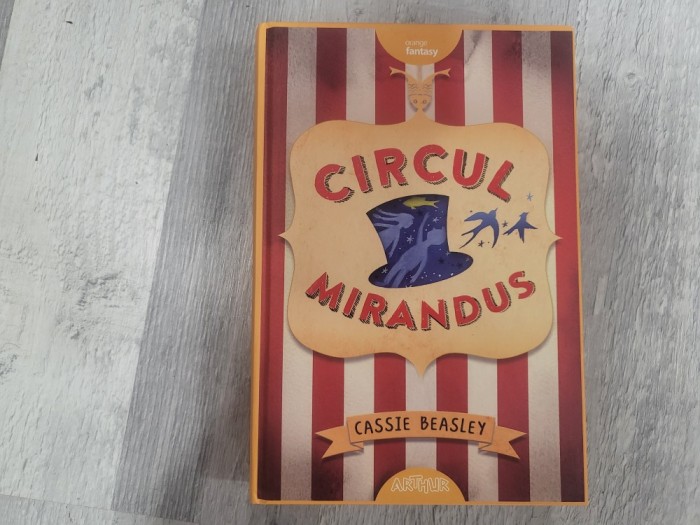 orange
fantasy
CIRCUL
MIRANDUS
CASSIE BEASLEY
ARTHUR